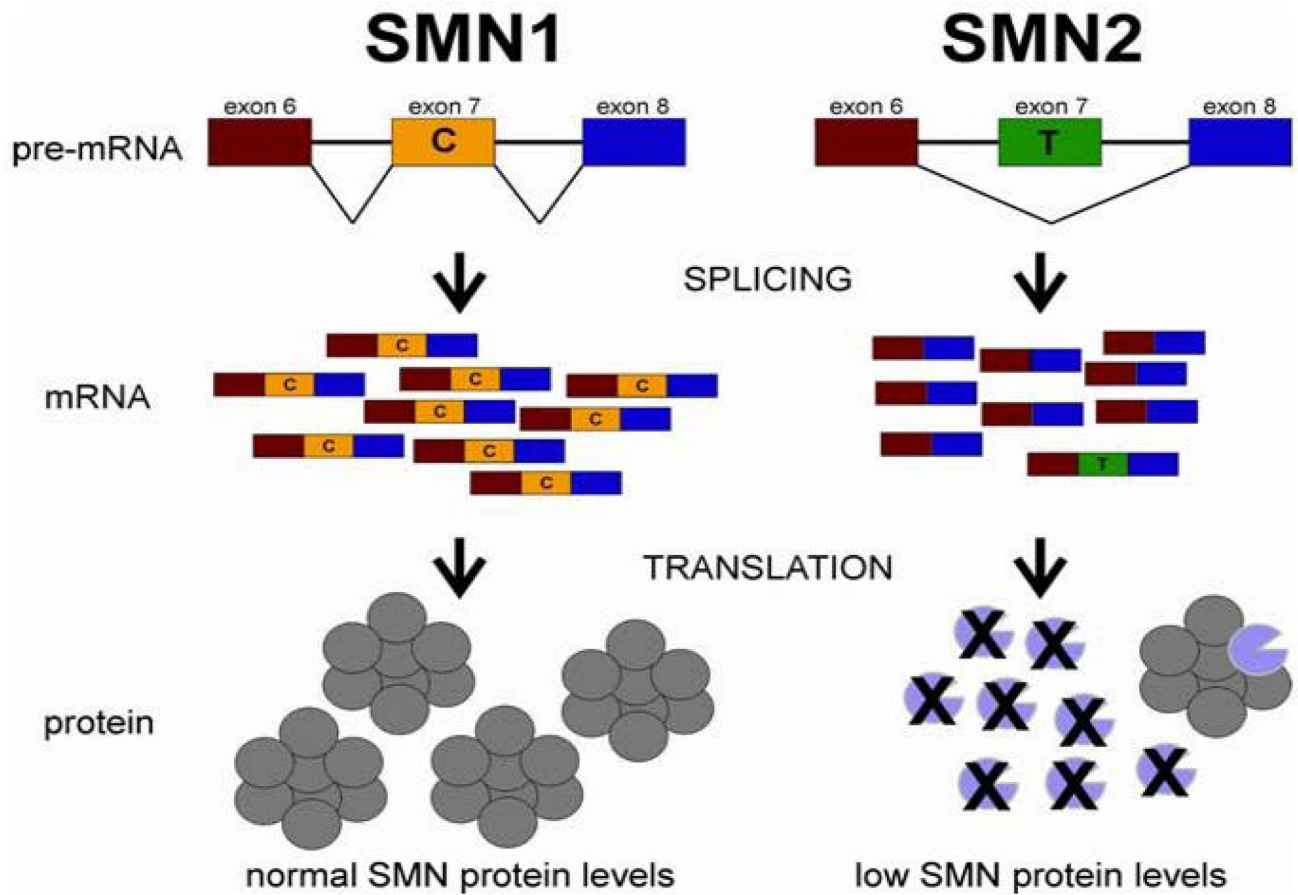 SMN1 SMN2
exon 6 exon 7 exon 8 exon 6 exon 7 exon 8
pre-mRNA C T
SPLICING
C
C C C
mRNA C C
C C
C T
TRANSLATION
X X
X X X
protein
X X X
normal SMN protein levels low SMN protein levels